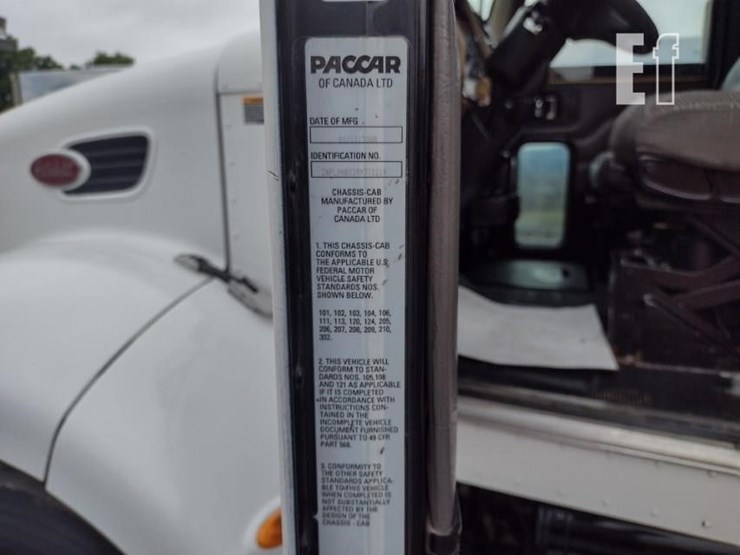 PACCAR
OF CANADA LTD
DATE OF MFG
IDENTIFICATION NO.
CHASSIS-CAB
MANUFACTURED BY
PACCAR OF
CANADA LTD
1. THIS CHASSIS-CAB
CONFORMS TO
THE APPLICABLE U.S.
FEDERAL MOTOR
VEHICLE SAFETY
STANDARDS NOS.
SHOWN BELOW.
101, 102, 103, 104, 106,
111, 113, 120, 124, 205,
206, 207, 208, 209, 210,
302.
2. THIS VEHICLE WILL
CONFORM TO STAN-
DARDS NOS. 105, 108
AND 121 AS APPLICABLE
IF IT IS COMPLETED
IN ACCORDANCE WITH
INSTRUCTIONS CON-
TAINED IN THE
INCOMPLETE VEHICLE
DOCUMENT FURNISHED
PURSUANT TO 49 CFR
PART 568.
3. CONFORMITY TO
THE OTHER SAFETY
STANDARDS APPLICA-
BLE TO THIS VEHICLE
WHEN COMPLETED IS
NOT SUBSTANTIALLY
AFFECTED BY THE
DESIGN OF THE
CHASSIS - CAB
Ef